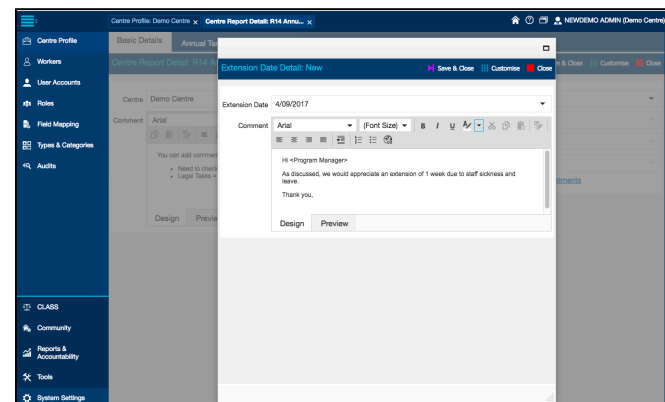 Centre Profile: Demo Centre x Centre Report Detail: R14 Annu... x
NEWDEMO ADMIN (Demo Centre)
Centre Profile
Workers
User Accounts
Roles
Field Mapping
Types & Categories
Audits
CLASS
Community
Reports & Accountability
Tools
System Settings
Basic Details
Annual Tar
Centre Report Detail: R14 A
e & Close Customise Close
Centre Demo Centre
Comment Arial
You can add commen
Need to check
Legal Tasks =
Design Previe
tments
Extension Date Detail: New
Save & Close Customise Close
Extension Date 4/09/2017
Comment Arial (Font Size) B I U
Hi <Program Manager>
As discussed, we would appreciate an extension of 1 week due to staff sickness and
leave.
Thank you,
Design Preview